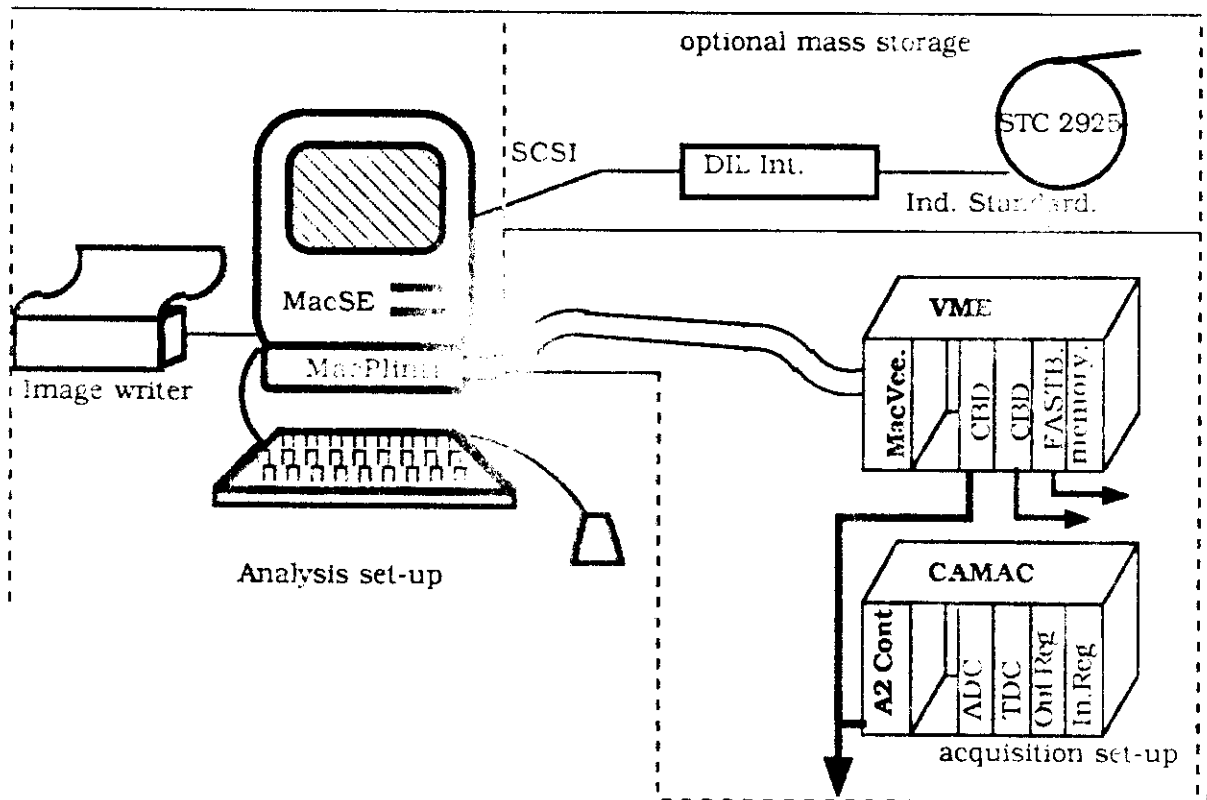 optional mass storage
STC 2925
SCSI
DIL Int.
Ind. Standard.
MacSE
MacPlinth
Image writer
VME
MacVee.
CBD
CBD
FASTB.
memory.
Analysis set-up
CAMAC
A2 Cont
ADC
TDC
Out Reg
In.Reg
acquisition set-up